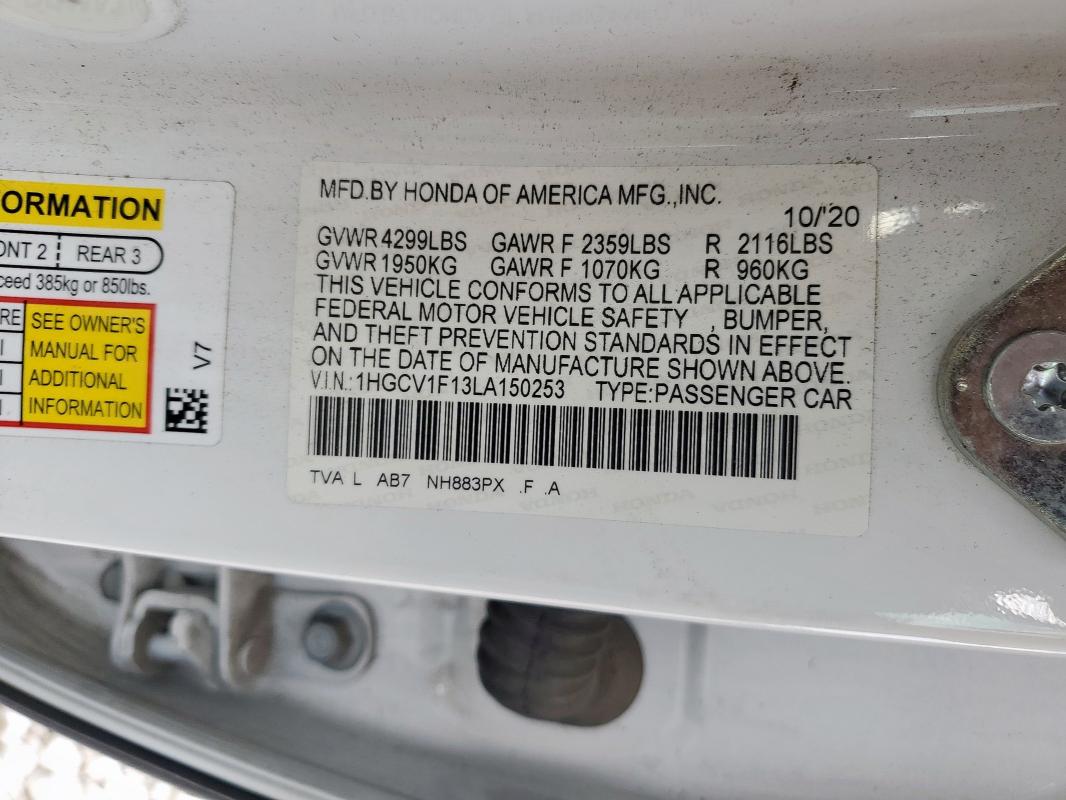 ORMATION
ONT 2 REAR 3
ceed 385kg or 850lbs.
RE
SEE OWNER'S
MANUAL FOR
ADDITIONAL
INFORMATION
V7
MFD.BY HONDA OF AMERICA MFG.,INC.
10/'20
GVWR 4299LBS GAWR F 2359LBS R 2116LBS
GVWR 1950KG GAWR F 1070KG R 960KG
THIS VEHICLE CONFORMS TO ALL APPLICABLE
FEDERAL MOTOR VEHICLE SAFETY , BUMPER,
AND THEFT PREVENTION STANDARDS IN EFFECT
ON THE DATE OF MANUFACTURE SHOWN ABOVE.
V.I.N.:1HGCV1F13LA150253 TYPE:PASSENGER CAR
TVA L AB7 NH883PX .F .A